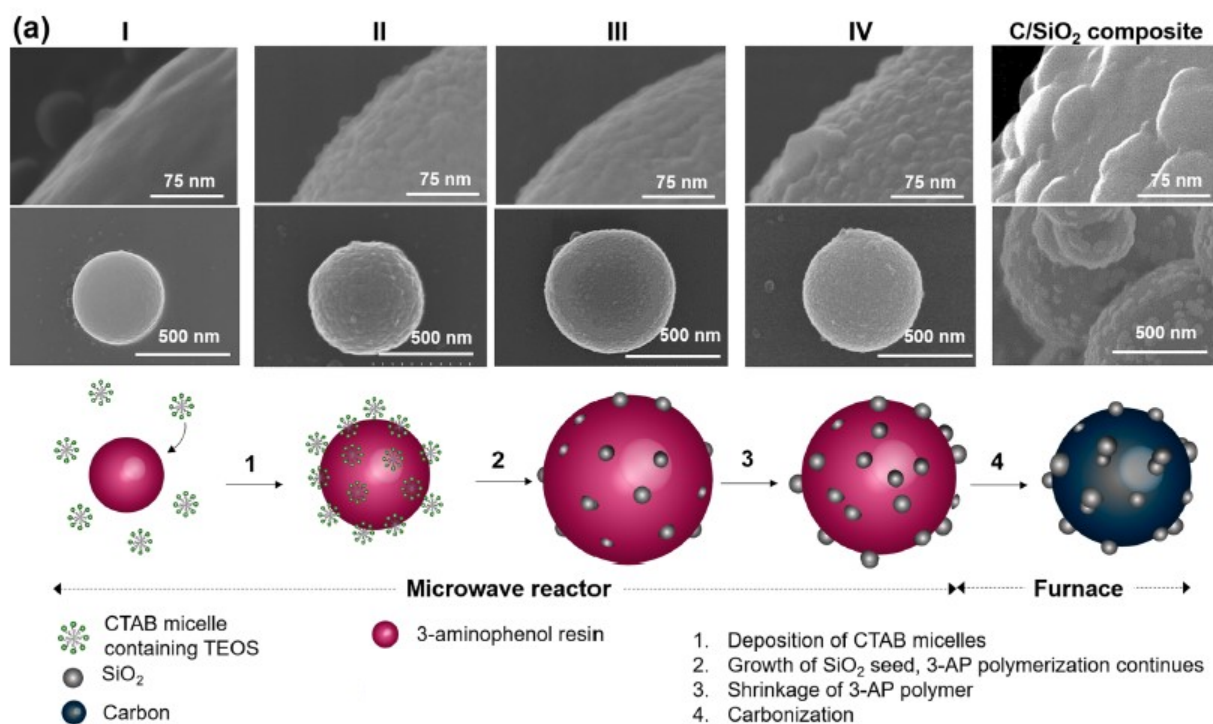 (a) I II III IV C/SiO₂ composite
75 nm 75 nm 75 nm 75 nm 75 nm
500 nm 500 nm 500 nm 500 nm 500 nm
1 2 3 4
Microwave reactor Furnace
CTAB micelle
containing TEOS
SiO₂
Carbon
3-aminophenol resin
1. Deposition of CTAB micelles
2. Growth of SiO₂ seed, 3-AP polymerization continues
3. Shrinkage of 3-AP polymer
4. Carbonization